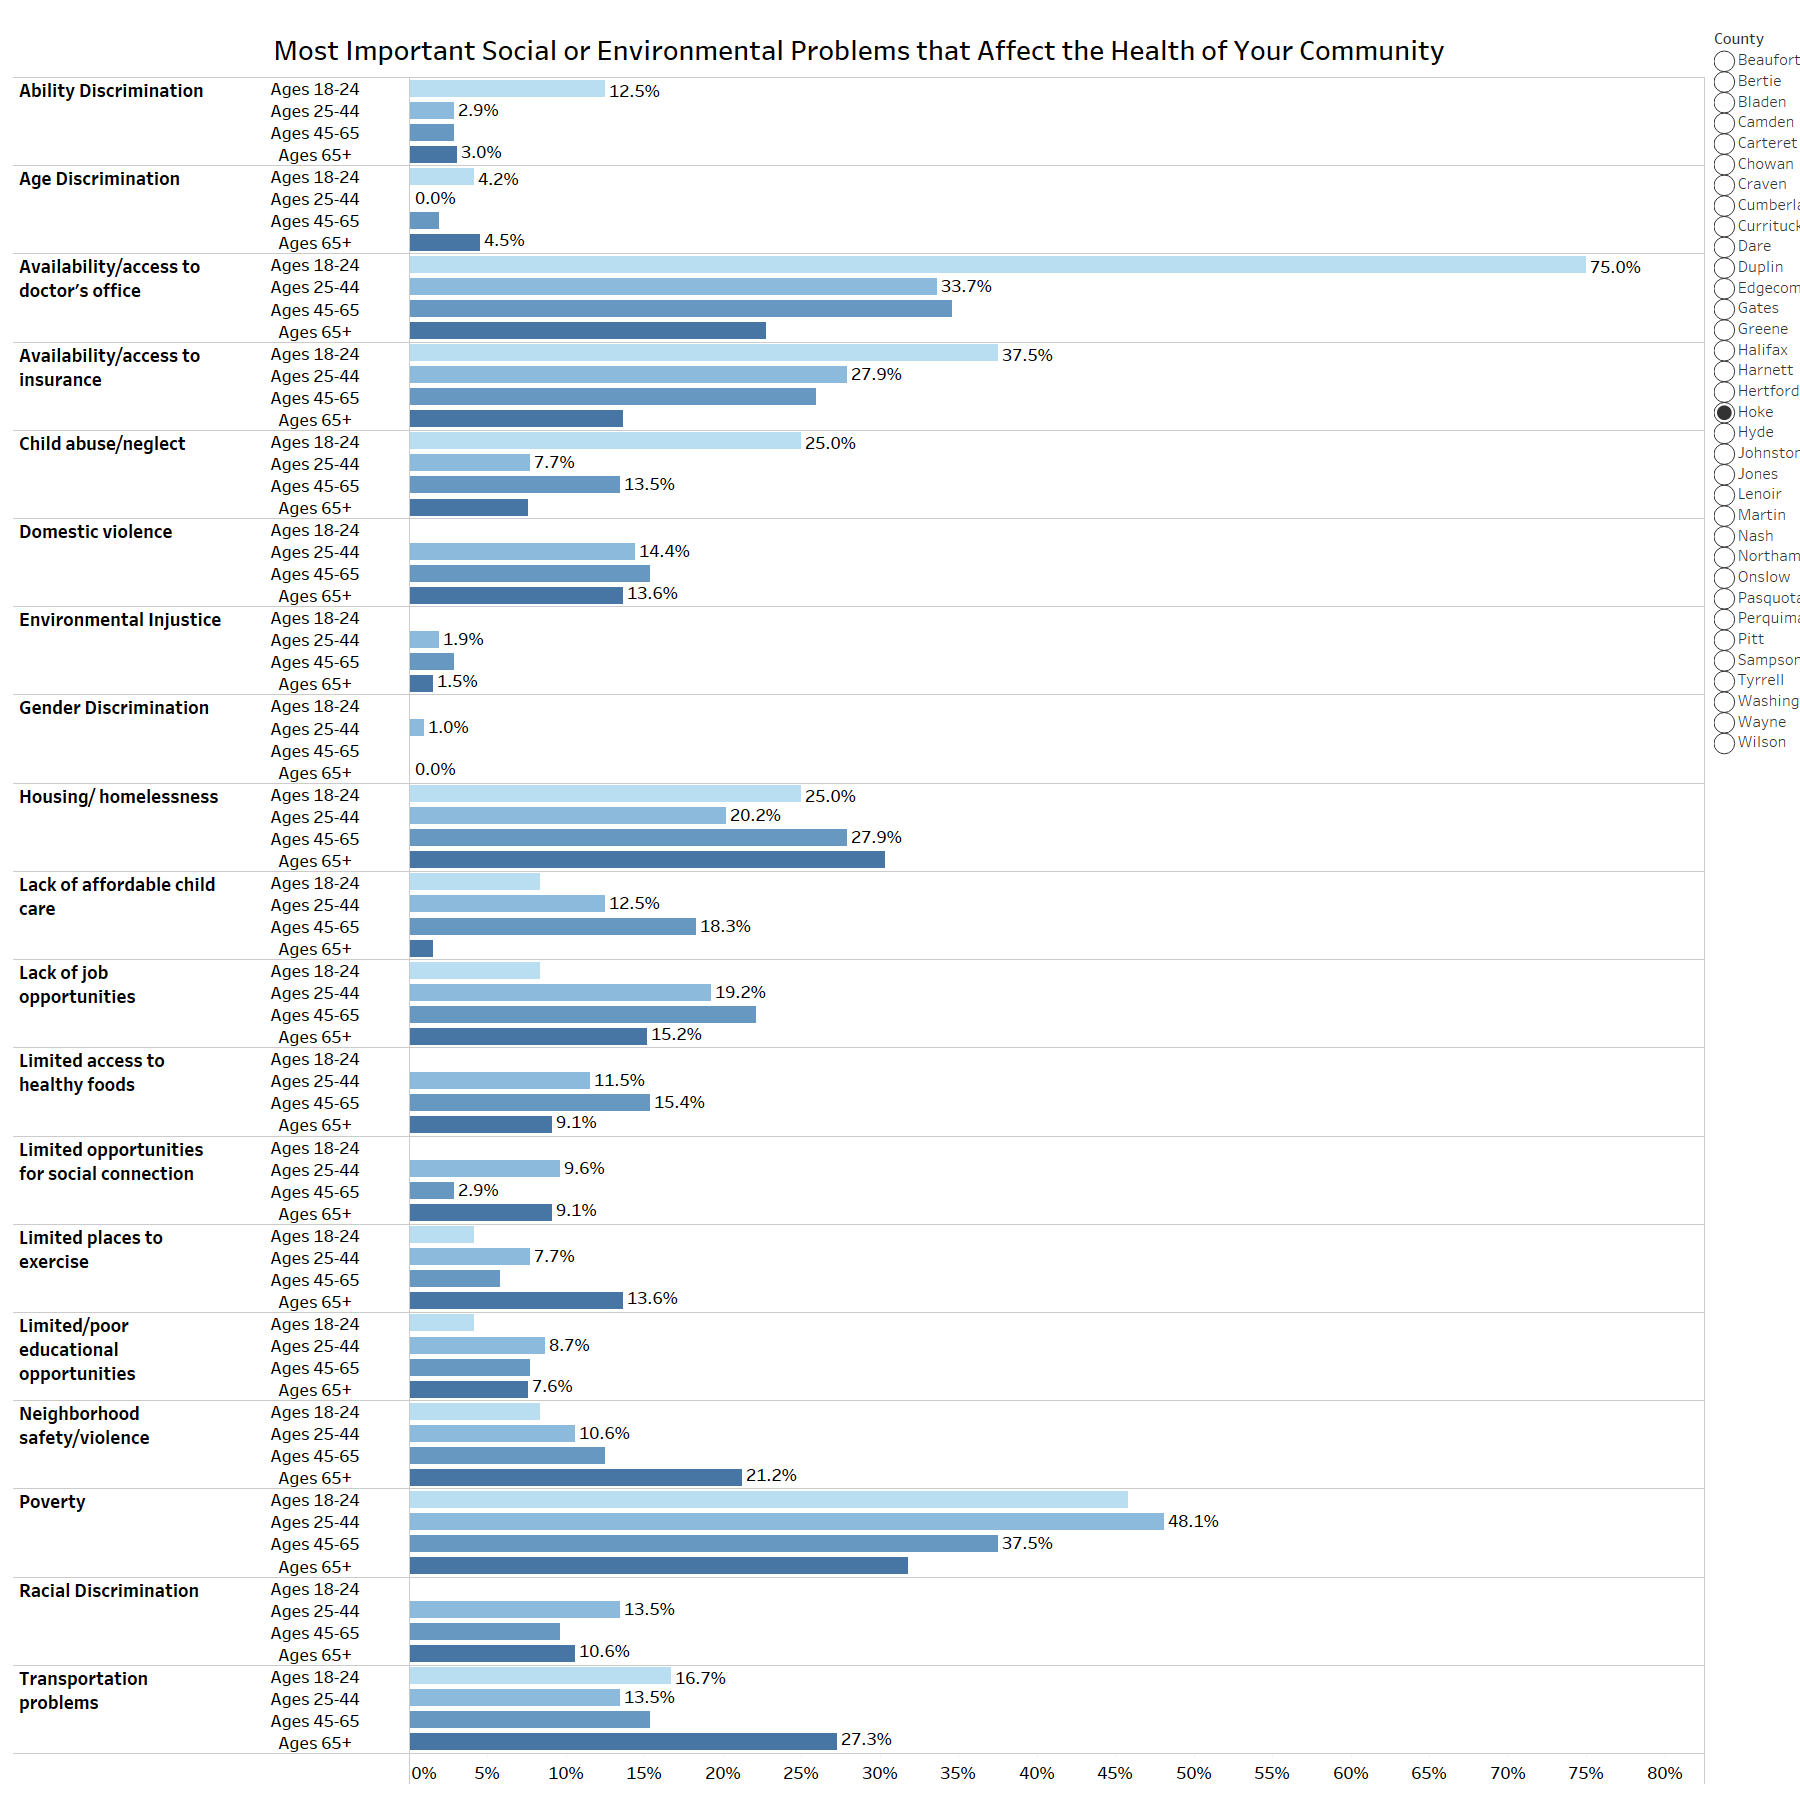 Most Important Social or Environmental Problems that Affect the Health of Your Community
Ability Discrimination
Ages 18-24 12.5%
Ages 25-44 2.9%
Ages 45-65
Ages 65+ 3.0%
Age Discrimination
Ages 18-24 4.2%
Ages 25-44 0.0%
Ages 45-65
Ages 65+ 4.5%
Availability/access to
doctor's office
Ages 18-24 75.0%
Ages 25-44 33.7%
Ages 45-65
Ages 65+
Availability/access to
insurance
Ages 18-24 37.5%
Ages 25-44 27.9%
Ages 45-65
Ages 65+
Child abuse/neglect
Ages 18-24 25.0%
Ages 25-44 7.7%
Ages 45-65 13.5%
Ages 65+
Domestic violence
Ages 18-24
Ages 25-44 14.4%
Ages 45-65
Ages 65+ 13.6%
Environmental Injustice
Ages 18-24
Ages 25-44 1.9%
Ages 45-65
Ages 65+ 1.5%
Gender Discrimination
Ages 18-24
Ages 25-44 1.0%
Ages 45-65
Ages 65+ 0.0%
Housing/ homelessness
Ages 18-24 25.0%
Ages 25-44 20.2%
Ages 45-65 27.9%
Ages 65+
Lack of affordable child
care
Ages 18-24
Ages 25-44 12.5%
Ages 45-65 18.3%
Ages 65+
Lack of job
opportunities
Ages 18-24
Ages 25-44 19.2%
Ages 45-65
Ages 65+ 15.2%
Limited access to
healthy foods
Ages 18-24
Ages 25-44 11.5%
Ages 45-65 15.4%
Ages 65+ 9.1%
Limited opportunities
for social connection
Ages 18-24
Ages 25-44 9.6%
Ages 45-65 2.9%
Ages 65+ 9.1%
Limited places to
exercise
Ages 18-24
Ages 25-44 7.7%
Ages 45-65
Ages 65+ 13.6%
Limited/poor
educational
opportunities
Ages 18-24
Ages 25-44 8.7%
Ages 45-65
Ages 65+ 7.6%
Neighborhood
safety/violence
Ages 18-24
Ages 25-44 10.6%
Ages 45-65
Ages 65+ 21.2%
Poverty
Ages 18-24
Ages 25-44 48.1%
Ages 45-65 37.5%
Ages 65+
Racial Discrimination
Ages 18-24
Ages 25-44 13.5%
Ages 45-65
Ages 65+ 10.6%
Transportation
problems
Ages 18-24 16.7%
Ages 25-44 13.5%
Ages 45-65
Ages 65+ 27.3%
0% 5% 10% 15% 20% 25% 30% 35% 40% 45% 50% 55% 60% 65% 70% 75% 80%
County
Beaufort
Bertie
Bladen
Camden
Carteret
Chowan
Craven
Cumberla
Currituck
Dare
Duplin
Edgecom
Gates
Greene
Halifax
Harnett
Hertford
Hoke
Hyde
Johnston
Jones
Lenoir
Martin
Nash
Northam
Onslow
Pasquota
Perquima
Pitt
Sampson
Tyrrell
Washing
Wayne
Wilson